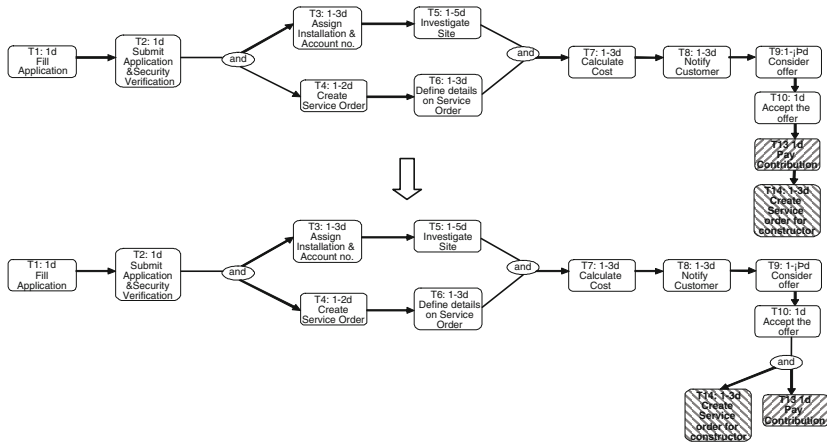 T1: 1d
Fill
Application
T2: 1d
Submit
Application
&Security
Verification
and
T3: 1-3d
Assign
Installation &
Account no.
T4: 1-2d
Create
Service Order
T5: 1-5d
Investigate
Site
T6: 1-3d
Define details
on Service
Order
and
T7: 1-3d
Calculate
Cost
T8: 1-3d
Notify
Customer
T9:1-¡Þd
Consider
offer
T10: 1d
Accept the
offer
T13 1d
Pay
Contribution
T14: 1-3d
Create
Service
order for
constructor
T1: 1d
Fill
Application
T2: 1d
Submit
Application
&Security
Verification
and
T3: 1-3d
Assign
Installation &
Account no.
T4: 1-2d
Create
Service Order
T5: 1-5d
Investigate
Site
T6: 1-3d
Define details
on Service
Order
and
T7: 1-3d
Calculate
Cost
T8: 1-3d
Notify
Customer
T9: 1-¡Þd
Consider
offer
T10: 1d
Accept the
offer
and
T14: 1-3d
Create
Service
order for
constructor
T13 1d
Pay
Contribution